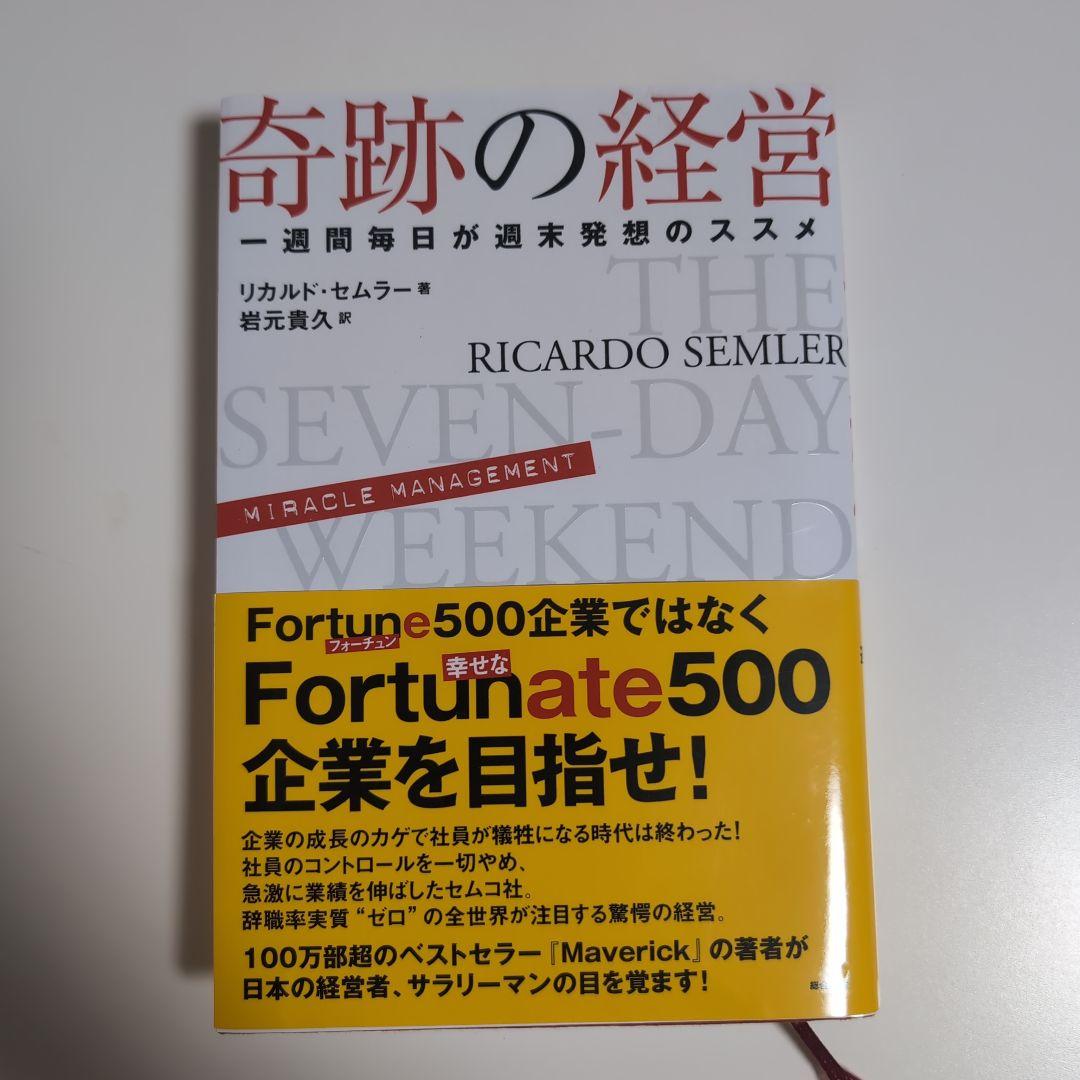 奇跡の経営
一週間毎日が週末発想のススメ
リカルド・セムラー 著
岩元貴久 訳
THE
RICARDO SEMLER
SEVEN-DAY
MIRACLE MANAGEMENT
WEEKEND
Fortune500企業ではなく
フォーチュン
幸せな
Fortunate500
企業を目指せ!
企業の成長のカゲで社員が犠牲になる時代は終わった!
社員のコントロールを一切やめ、
急激に業績を伸ばしたセムコ社。
辞職率実質“ゼロ”の全世界が注目する驚愕の経営。
100万部超のベストセラー『Maverick』の著者が
日本の経営者、サラリーマンの目を覚ます!